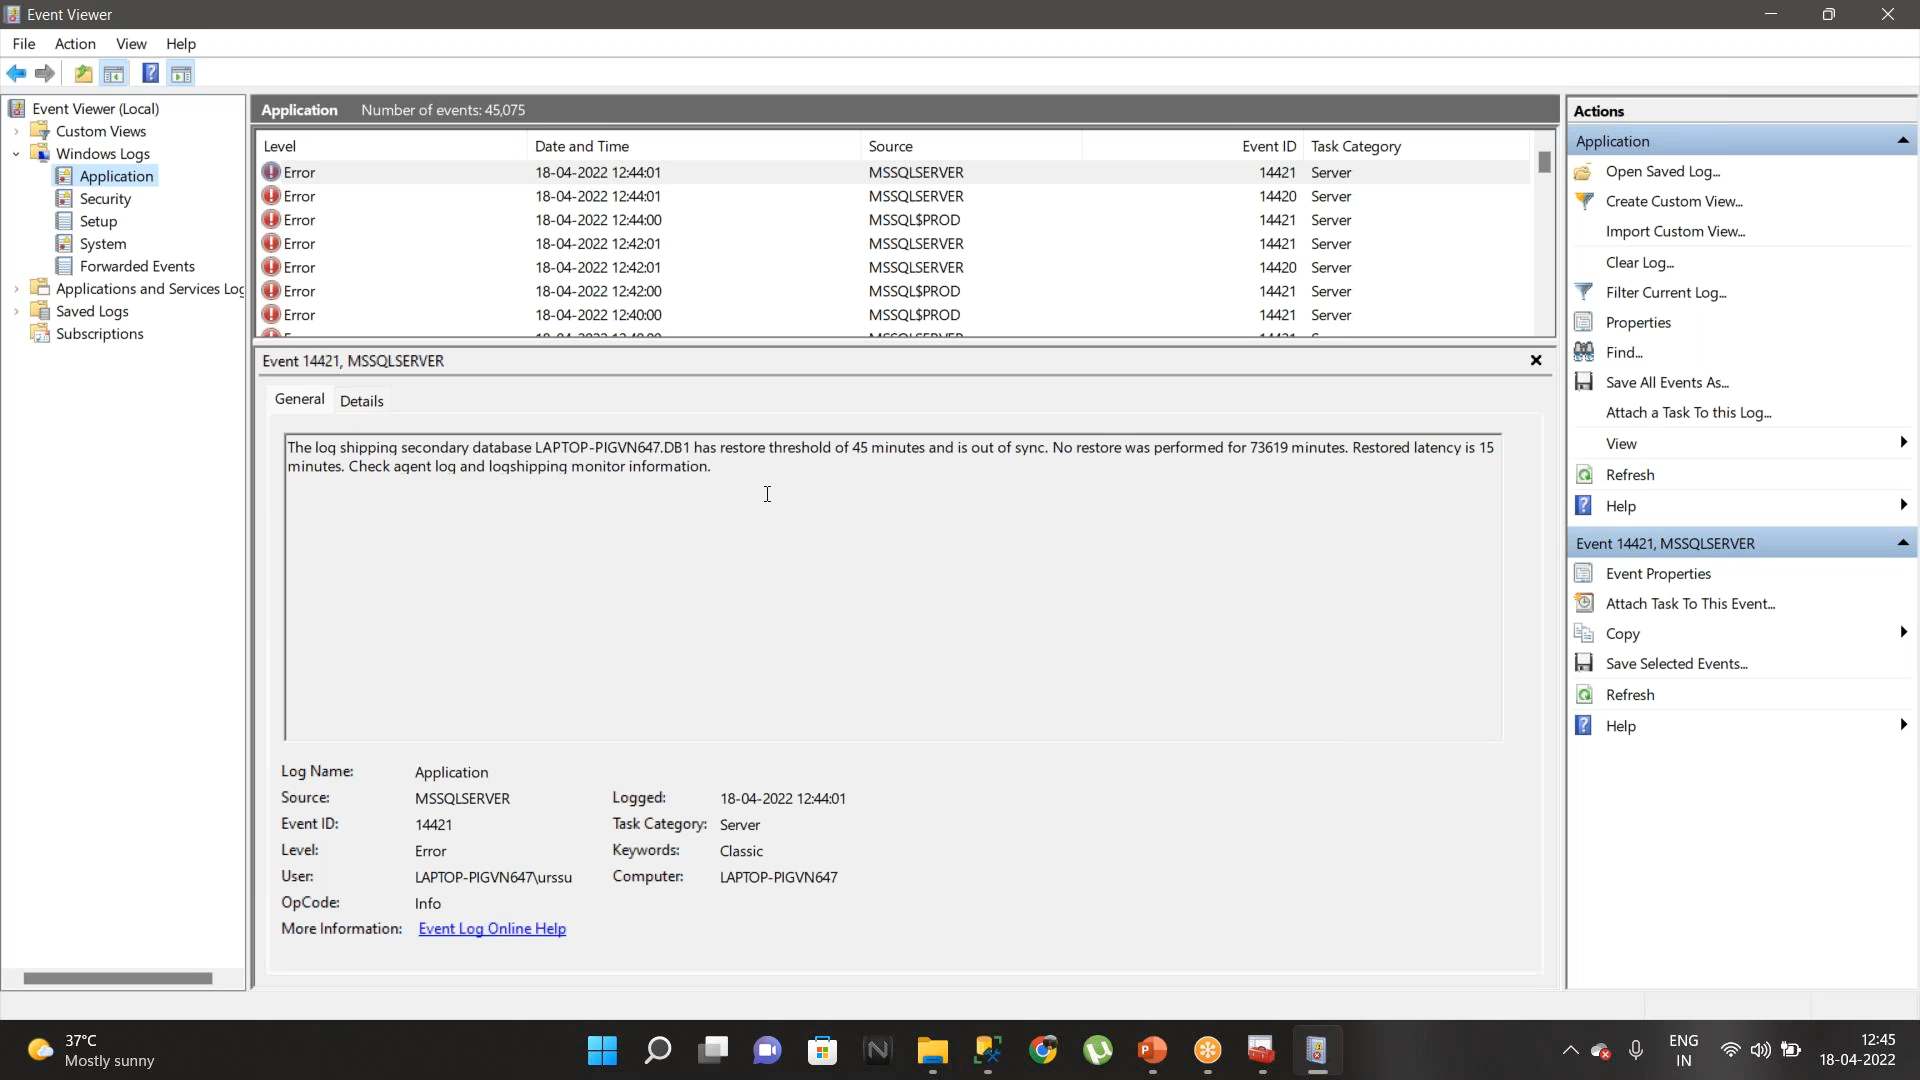 Event Viewer
File Action View Help
Event Viewer (Local)
Custom Views
Windows Logs
Application
Security
Setup
System
Forwarded Events
Applications and Services Log
Saved Logs
Subscriptions
Application Number of events: 45,075
Level Date and Time Source Event ID Task Category
Error 18-04-2022 12:44:01 MSSQLSERVER 14421 Server
Error 18-04-2022 12:44:01 MSSQLSERVER 14420 Server
Error 18-04-2022 12:44:00 MSSQL$PROD 14421 Server
Error 18-04-2022 12:42:01 MSSQLSERVER 14421 Server
Error 18-04-2022 12:42:01 MSSQLSERVER 14420 Server
Error 18-04-2022 12:42:00 MSSQL$PROD 14421 Server
Error 18-04-2022 12:40:00 MSSQL$PROD 14421 Server
Event 14421, MSSQLSERVER
General Details
The log shipping secondary database LAPTOP-PIGVN647.DB1 has restore threshold of 45 minutes and is out of sync. No restore was performed for 73619 minutes. Restored latency is 15
minutes. Check agent log and logshipping monitor information.
Log Name: Application
Source: MSSQLSERVER Logged: 18-04-2022 12:44:01
Event ID: 14421 Task Category: Server
Level: Error Keywords: Classic
User: LAPTOP-PIGVN647\urssu Computer: LAPTOP-PIGVN647
OpCode: Info
More Information: Event Log Online Help
Actions
Application
Open Saved Log...
Create Custom View...
Import Custom View...
Clear Log...
Filter Current Log...
Properties
Find...
Save All Events As...
Attach a Task To this Log...
View
Refresh
Help
Event 14421, MSSQLSERVER
Event Properties
Attach Task To This Event...
Copy
Save Selected Events...
Refresh
Help
37°C
Mostly sunny
ENG
IN
12:45
18-04-2022